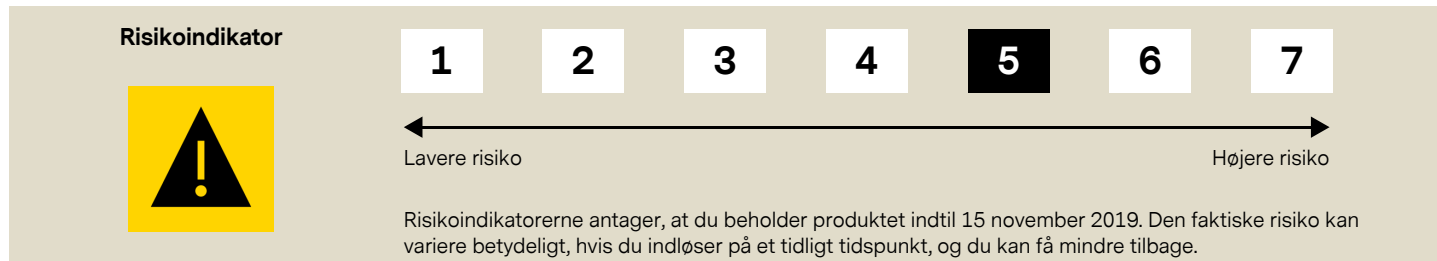 Risikoindikator
1 2 3 4 5 6 7
Lavere risiko Højere risiko
Risikoindikatorerne antager, at du beholder produktet indtil 15 november 2019. Den faktiske risiko kan
variere betydeligt, hvis du indløser på et tidligt tidspunkt, og du kan få mindre tilbage.